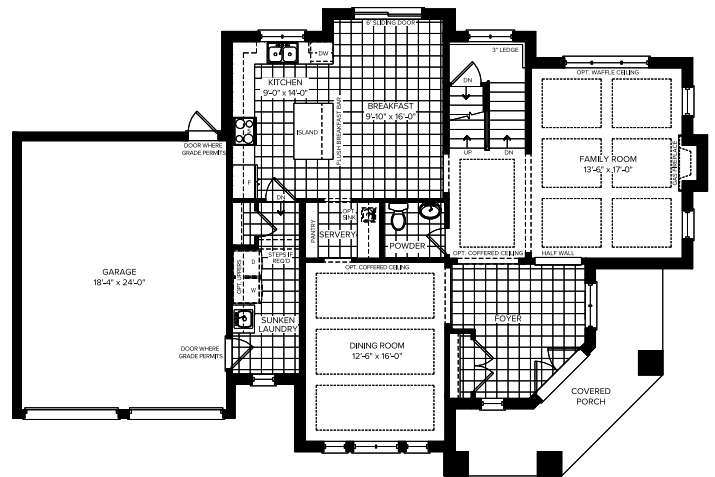 6' SLIDING DOOR
DW
3" LEDGE
KITCHEN
9'-0" x 14'-0"
DN
OPT. WAFFLE CEILING
BREAKFAST
9'-10" x 16'-0"
ISLAND
FLUSH BREAKFAST BAR
DOOR WHERE
GRADE PERMITS
UP
DN
FAMILY ROOM
13'-6" x 17'-0"
GAS FIREPLACE
F
DN
PANTRY
OPT.
SINK
SERVERY
POWDER
STEPS IF
REQ'D
OPT. COFFERED CEILING
HALF WALL
OPT. COFFERED CEILING
GARAGE
18'-4" x 24'-0"
OPT. UPPERS
D
W
SUNKEN
LAUNDRY
FOYER
DOOR WHERE
GRADE PERMITS
DINING ROOM
12'-6" x 16'-0"
COVERED
PORCH